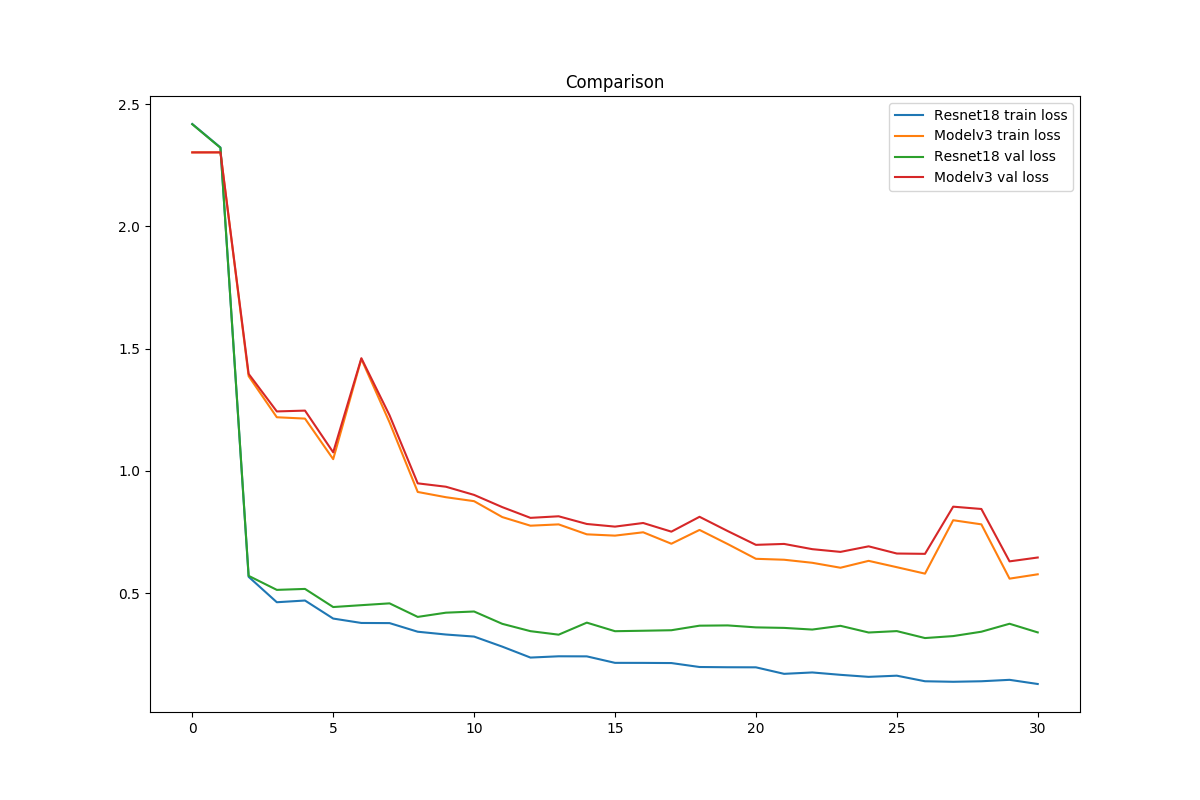 Comparison
2.5
2.0
1.5
1.0
0.5
Resnet18 train loss
Modelv3 train loss
Resnet18 val loss
Modelv3 val loss
0 5 10 15 20 25 30